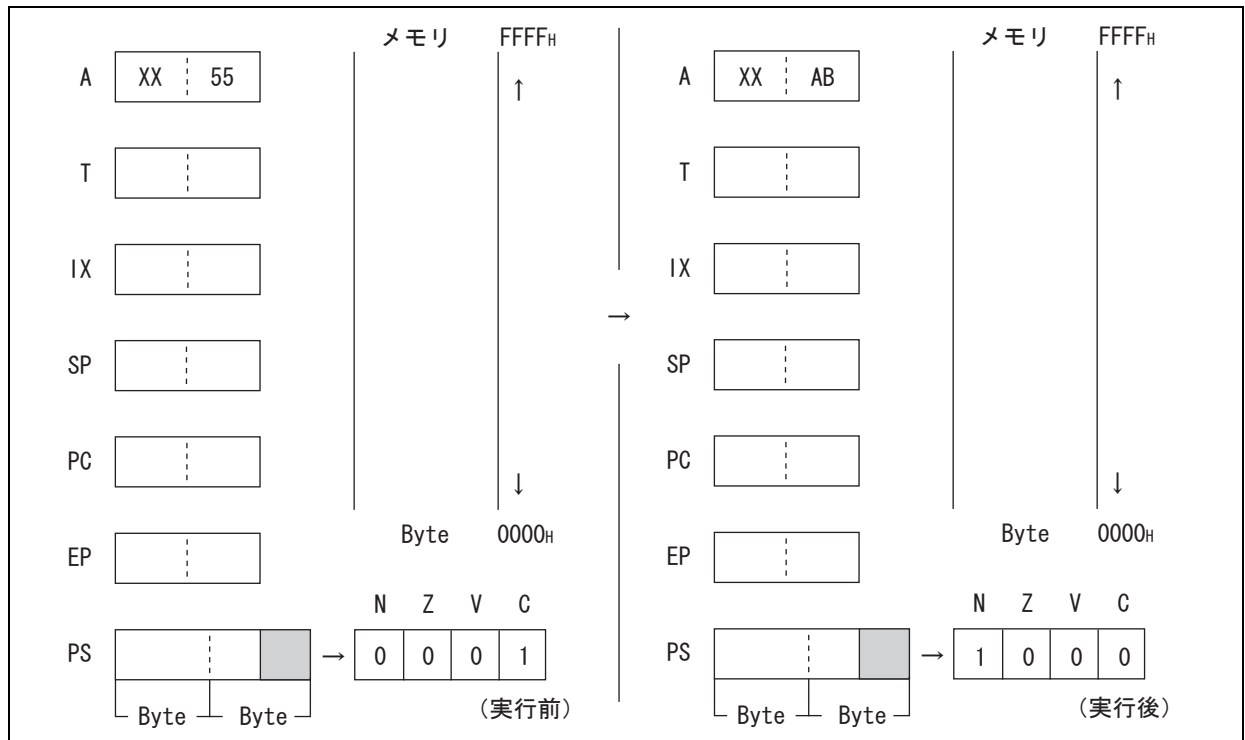 メモリ FFFFH
A XX 55 ↑
T
IX
SP
PC
↓
Byte 0000H
EP
N Z V C
PS → 0 0 0 1
Byte Byte (実行前)
→
メモリ FFFFH
A XX AB ↑
T
IX
SP
PC
↓
Byte 0000H
EP
N Z V C
PS → 1 0 0 0
Byte Byte (実行後)